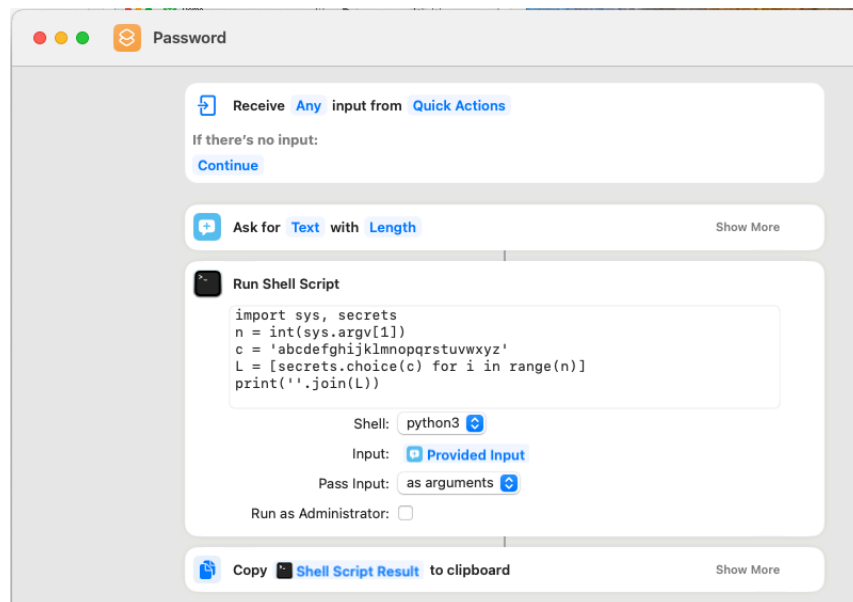 Password
Receive Any input from Quick Actions
If there's no input:
Continue
Ask for Text with Length Show More
Run Shell Script
import sys, secrets
n = int(sys.argv[1])
c = 'abcdefghijklmnopqrstuvwxyz'
L = [secrets.choice(c) for i in range(n)]
print(''.join(L))
Shell: python3
Input: Provided Input
Pass Input: as arguments
Run as Administrator:
Copy Shell Script Result to clipboard Show More